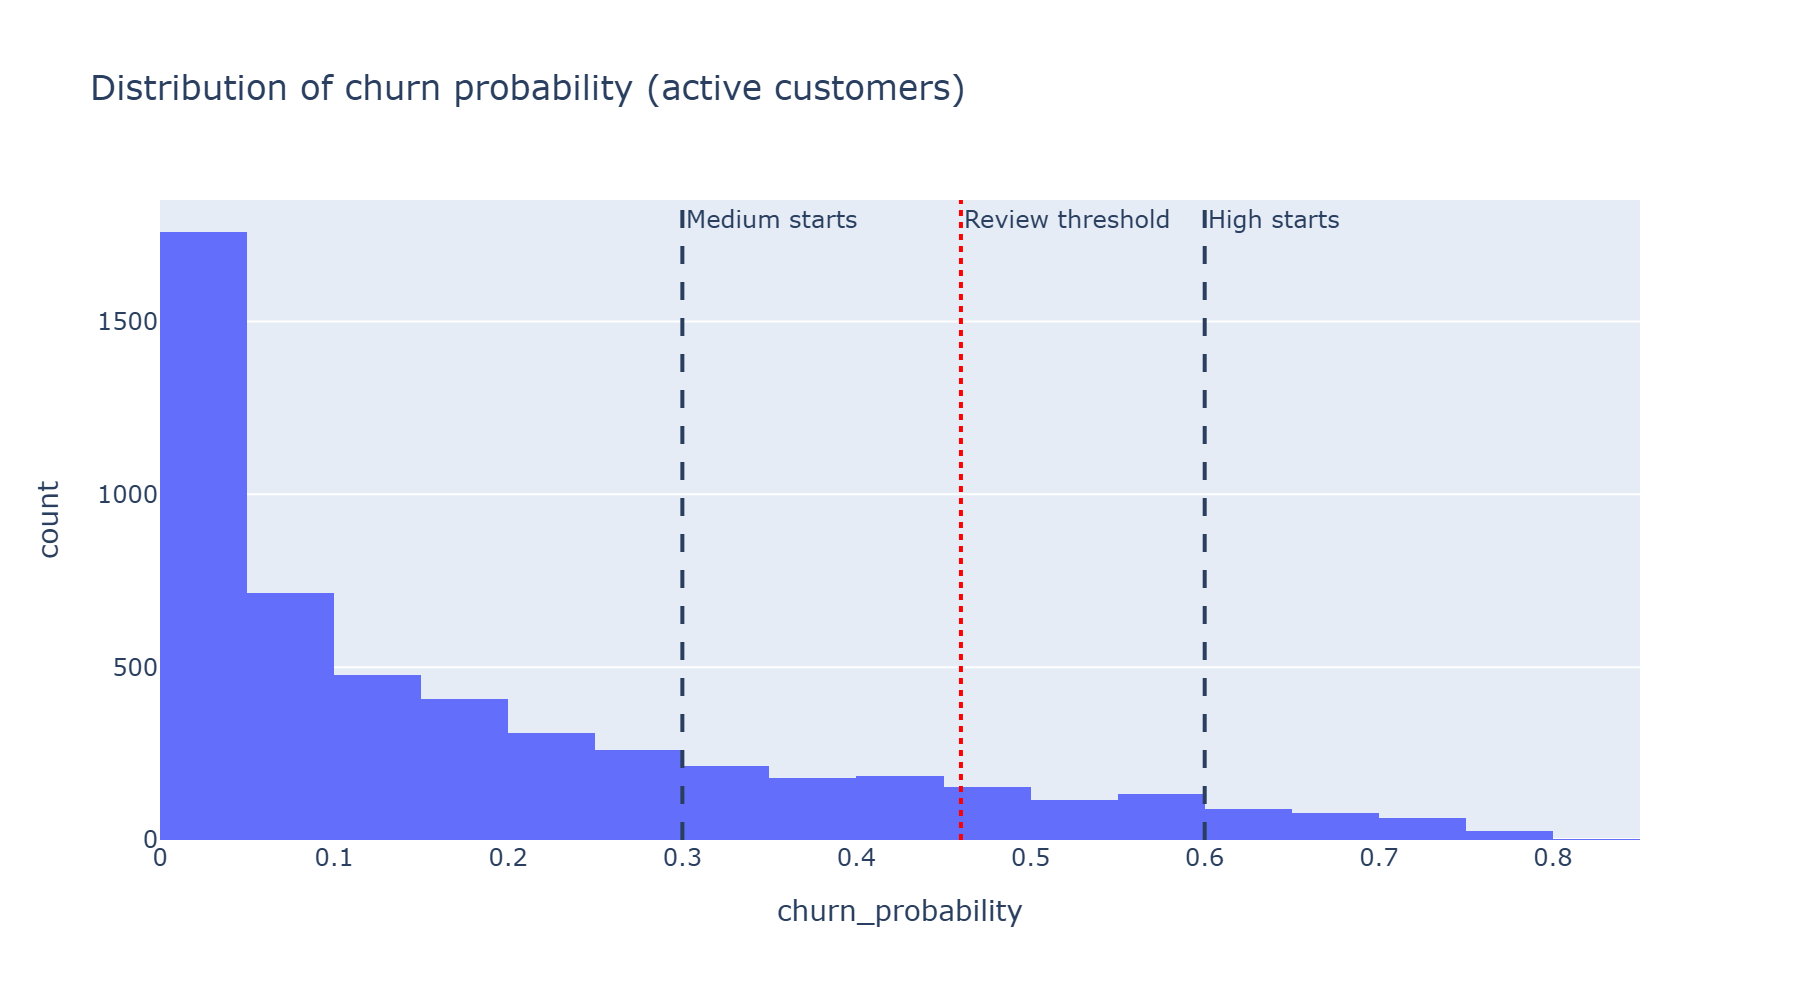 Distribution of churn probability (active customers)
Medium starts
Review threshold
High starts
1500
1000
500
0
count
0
0.1
0.2
0.3
0.4
0.5
0.6
0.7
0.8
churn_probability